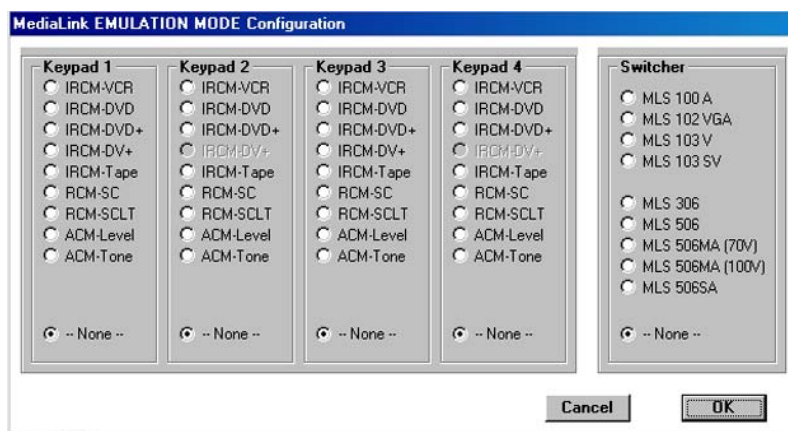 MediaLink EMULATION MODE Configuration
Keypad 1
IRCM-VCR
IRCM-DVD
IRCM-DVD+
IRCM-DV+
IRCM-Tape
RCM-SC
RCM-SCLT
ACM-Level
ACM-Tone
-- None --
Keypad 2
IRCM-VCR
IRCM-DVD
IRCM-DVD+
IRCM-DV+
IRCM-Tape
RCM-SC
RCM-SCLT
ACM-Level
ACM-Tone
-- None --
Keypad 3
IRCM-VCR
IRCM-DVD
IRCM-DVD+
IRCM-DV+
IRCM-Tape
RCM-SC
RCM-SCLT
ACM-Level
ACM-Tone
-- None --
Keypad 4
IRCM-VCR
IRCM-DVD
IRCM-DVD+
IRCM-DV+
IRCM-Tape
RCM-SC
RCM-SCLT
ACM-Level
ACM-Tone
-- None --
Switcher
MLS 100 A
MLS 102 VGA
MLS 103 V
MLS 103 SV
MLS 306
MLS 506
MLS 506MA (70V)
MLS 506MA (100V)
MLS 506SA
-- None --
Cancel
OK